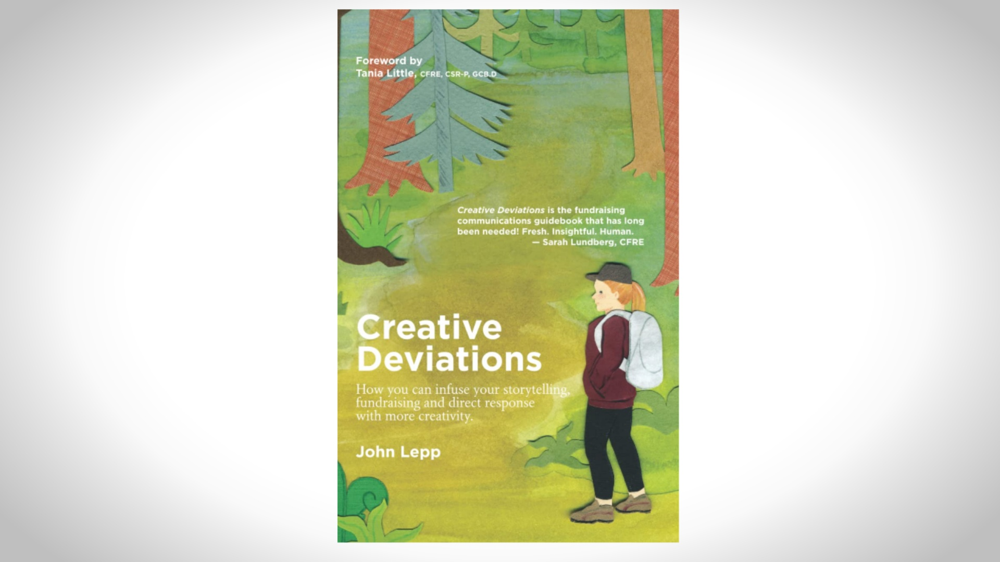 Foreword by
Tania Little, CFRE, CSR-P, GCB.D
Creative Deviations is the fundraising
communications guidebook that has long
been needed! Fresh. Insightful. Human.
— Sarah Lundberg, CFRE
Creative
Deviations
How you can infuse your storytelling,
fundraising and direct response
with more creativity.
John Lepp